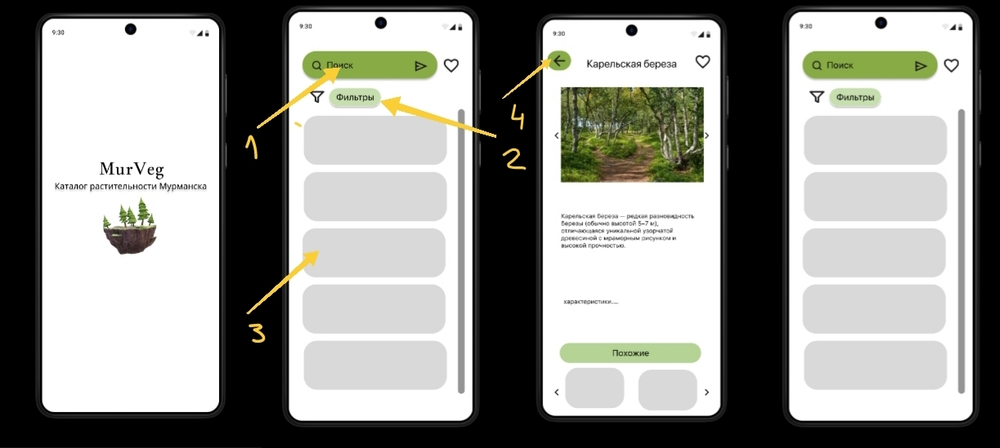 9:30
MurVeg
Каталог растительности Мурманска
9:30
Поиск
Фильтры
1
2
3
9:30
Карельская береза
4
Карельская береза — редкая разновидность
березы (обычно высотой 5–7 м),
отличающаяся уникальной узорчатой
древесиной с мраморным рисунком и
высокой прочностью.
характеристики....
Похожие
9:30
Поиск
Фильтры